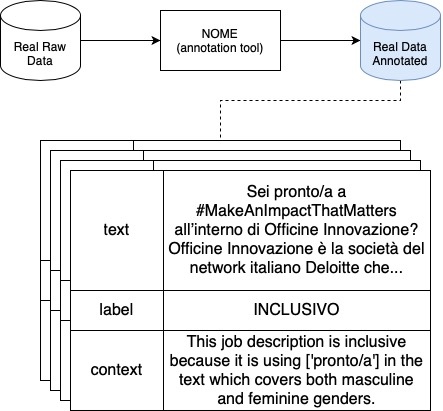 Real Raw
Data
NOME
(annotation tool)
Real Data
Annotated
text
Sei pronto/a a
#MakeAnImpactThatMatters
all'interno di Officine Innovazione?
Officine Innovazione è la società del
network italiano Deloitte che...
label
INCLUSIVO
context
This job description is inclusive
because it is using ['pronto/a'] in the
text which covers both masculine
and feminine genders.